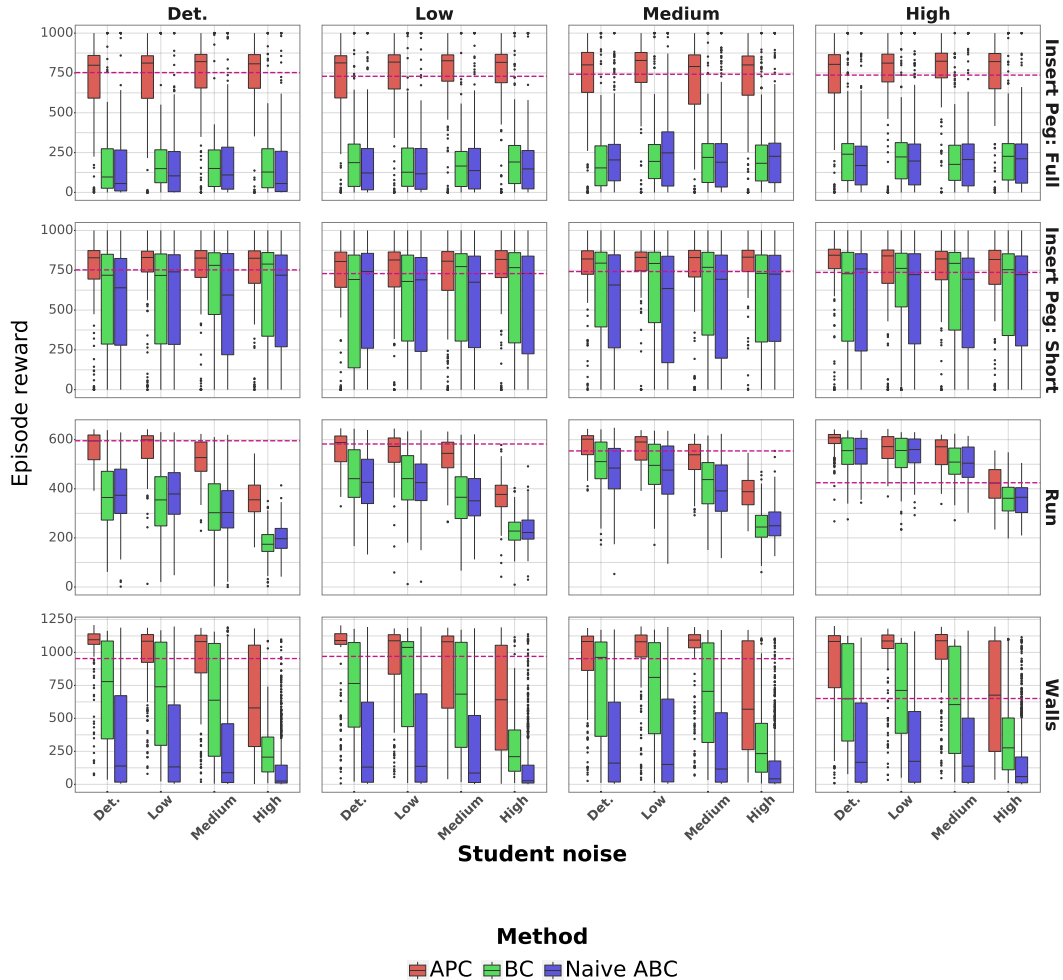 Det. Low Medium High
Episode reward
1000
750
500
250
0
Insert Peg: Full
1000
750
500
250
0
Insert Peg: Short
600
400
200
0
Run
1250
1000
750
500
250
0
Walls
Det. Low Medium High Det. Low Medium High Det. Low Medium High Det. Low Medium High
Student noise
Method
APC BC Naive ABC